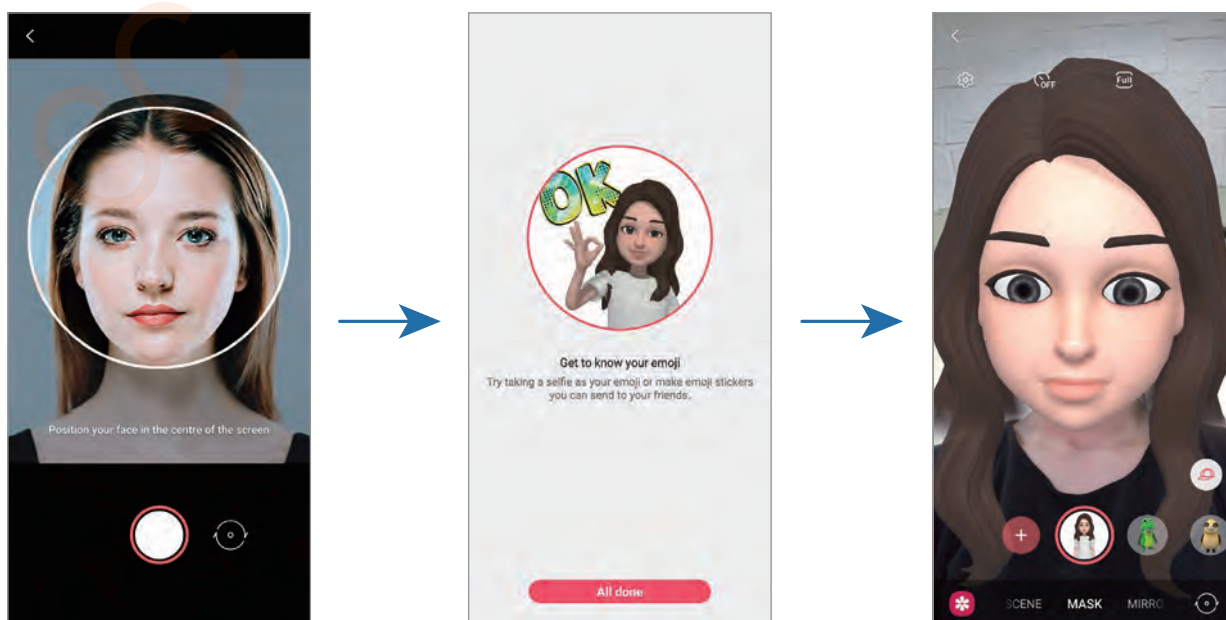 Position your face in the centre of the screen
OK
Get to know your emoji
Try taking a selfie as your emoji or make emoji stickers
you can send to your friends.
All done
OFF
Full
SCENE MASK MIRRO